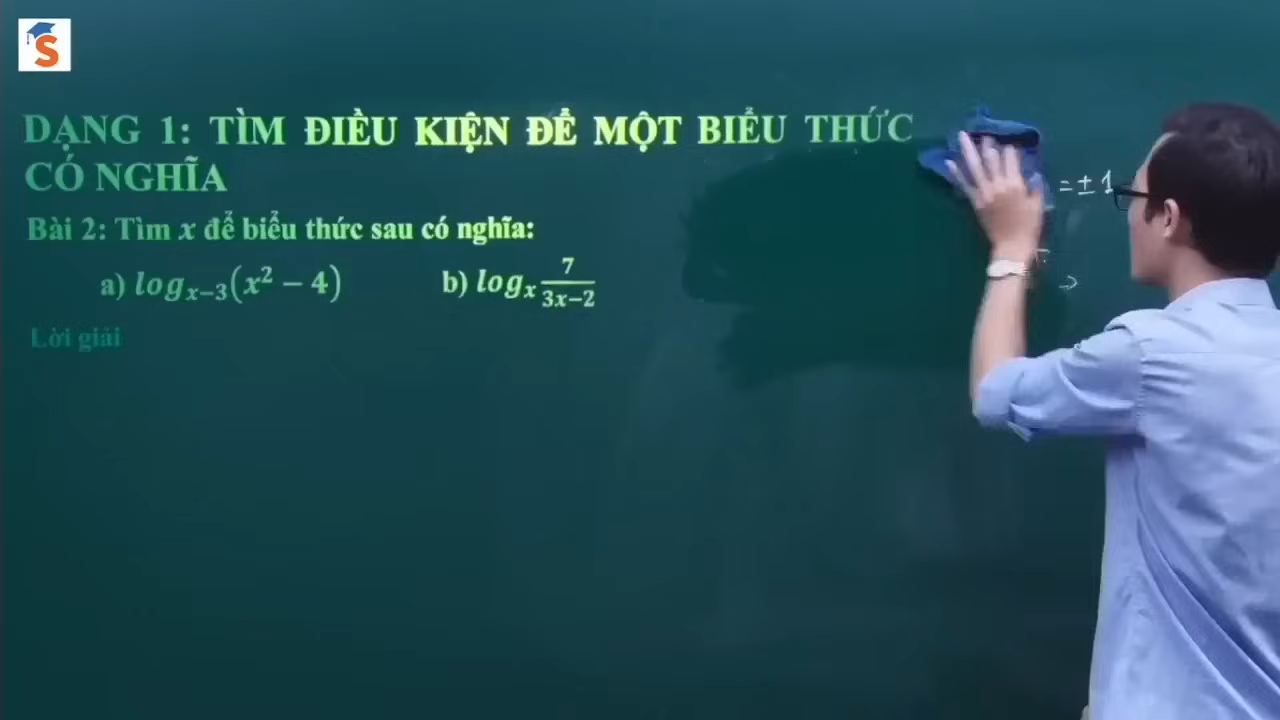 S
DẠNG 1: TÌM ĐIỀU KIỆN ĐỂ MỘT BIỂU THỨC
CÓ NGHĨA
Bài 2: Tìm x để biểu thức sau có nghĩa:
a) log_{x-3}(x² − 4) b) log_x 7/(3x−2)
= ± 1
Lời giải